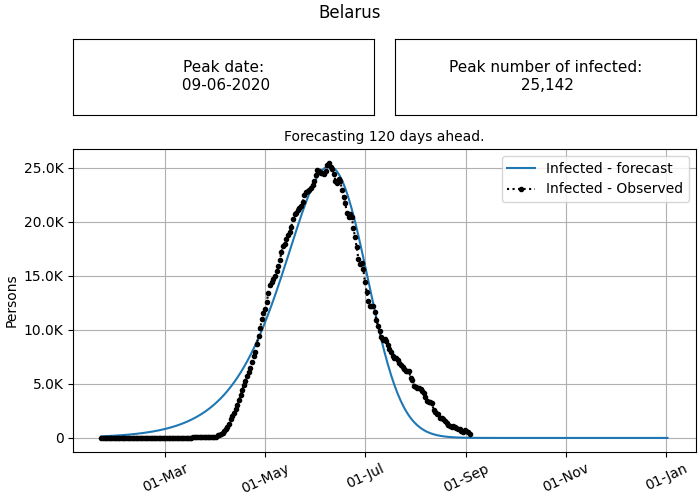 Belarus
Peak date:
09-06-2020
Peak number of infected:
25,142
Forecasting 120 days ahead.
Infected - forecast
Infected - Observed
Persons
25.0K
20.0K
15.0K
10.0K
5.0K
0
01-Mar
01-May
01-Jul
01-Sep
01-Nov
01-Jan